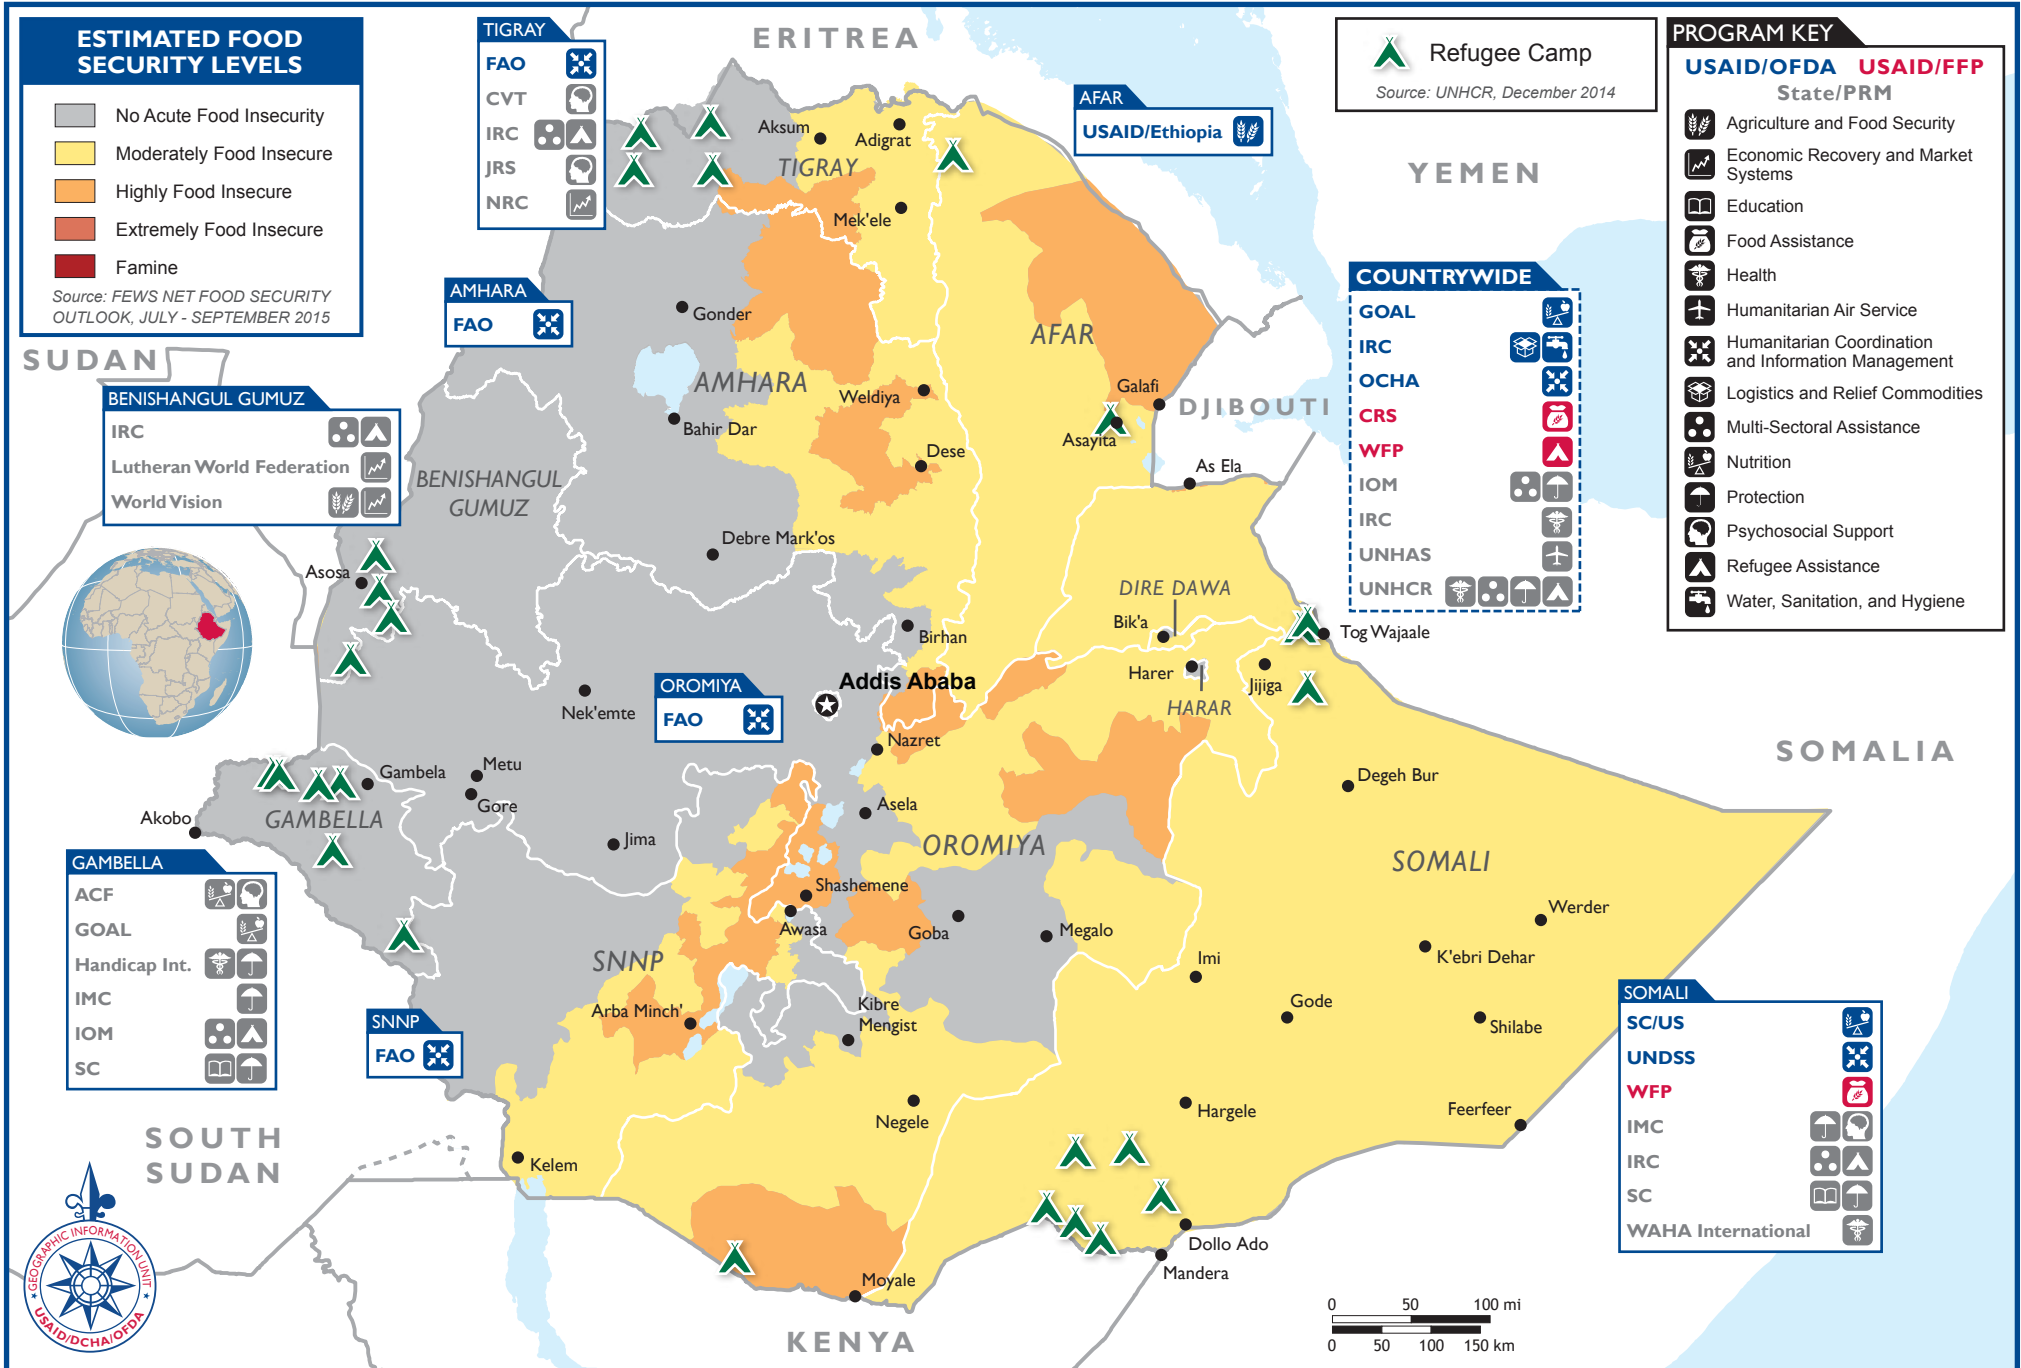 ESTIMATED FOOD
SECURITY LEVELS
No Acute Food Insecurity
Moderately Food Insecure
Highly Food Insecure
Extremely Food Insecure
Famine
Source: FEWS NET FOOD SECURITY
OUTLOOK, JULY - SEPTEMBER 2015
TIGRAY
FAO
CVT
IRC
JRS
NRC
ERITREA
Refugee Camp
Source: UNHCR, December 2014
PROGRAM KEY
USAID/OFDA USAID/FFP
State/PRM
Agriculture and Food Security
Economic Recovery and Market
Systems
Education
Food Assistance
Health
Humanitarian Air Service
Humanitarian Coordination
and Information Management
Logistics and Relief Commodities
Multi-Sectoral Assistance
Nutrition
Protection
Psychosocial Support
Refugee Assistance
Water, Sanitation, and Hygiene
AFAR
USAID/Ethiopia
YEMEN
Aksum
Adigrat
TIGRAY
Mek'ele
AMHARA
FAO
Gonder
AFAR
COUNTRYWIDE
GOAL
IRC
OCHA
CRS
WFP
IOM
IRC
UNHAS
UNHCR
SUDAN
AMHARA
Weldiya
Galafi
DJIBOUTI
Asayita
Bahir Dar
Dese
As Ela
BENISHANGUL GUMUZ
IRC
Lutheran World Federation
World Vision
BENISHANGUL
GUMUZ
Debre Mark'os
Asosa
DIRE DAWA
Bik'a
Birhan
Tog Wajaale
Harer
Jijiga
HARAR
Addis Ababa
OROMIYA
FAO
Nek'emte
Nazret
SOMALIA
Gambela
Metu
Gore
Degeh Bur
Akobo
GAMBELLA
Jima
Asela
OROMIYA
SOMALI
GAMBELLA
ACF
GOAL
Handicap Int.
IMC
IOM
SC
Shashemene
Awasa
Goba
Megalo
Werder
K'ebri Dehar
SNNP
Imi
Gode
Shilabe
Arba Minch'
Kibre
Mengist
SNNP
FAO
SOMALI
SC/US
UNDSS
WFP
IMC
IRC
SC
WAHA International
Negele
Hargele
Feerfeer
SOUTH
SUDAN
Kelem
Dollo Ado
Mandera
Moyale
KENYA
GEOGRAPHIC INFORMATION UNIT
USAID/DCHA/OFDA
0 50 100 mi
0 50 100 150 km